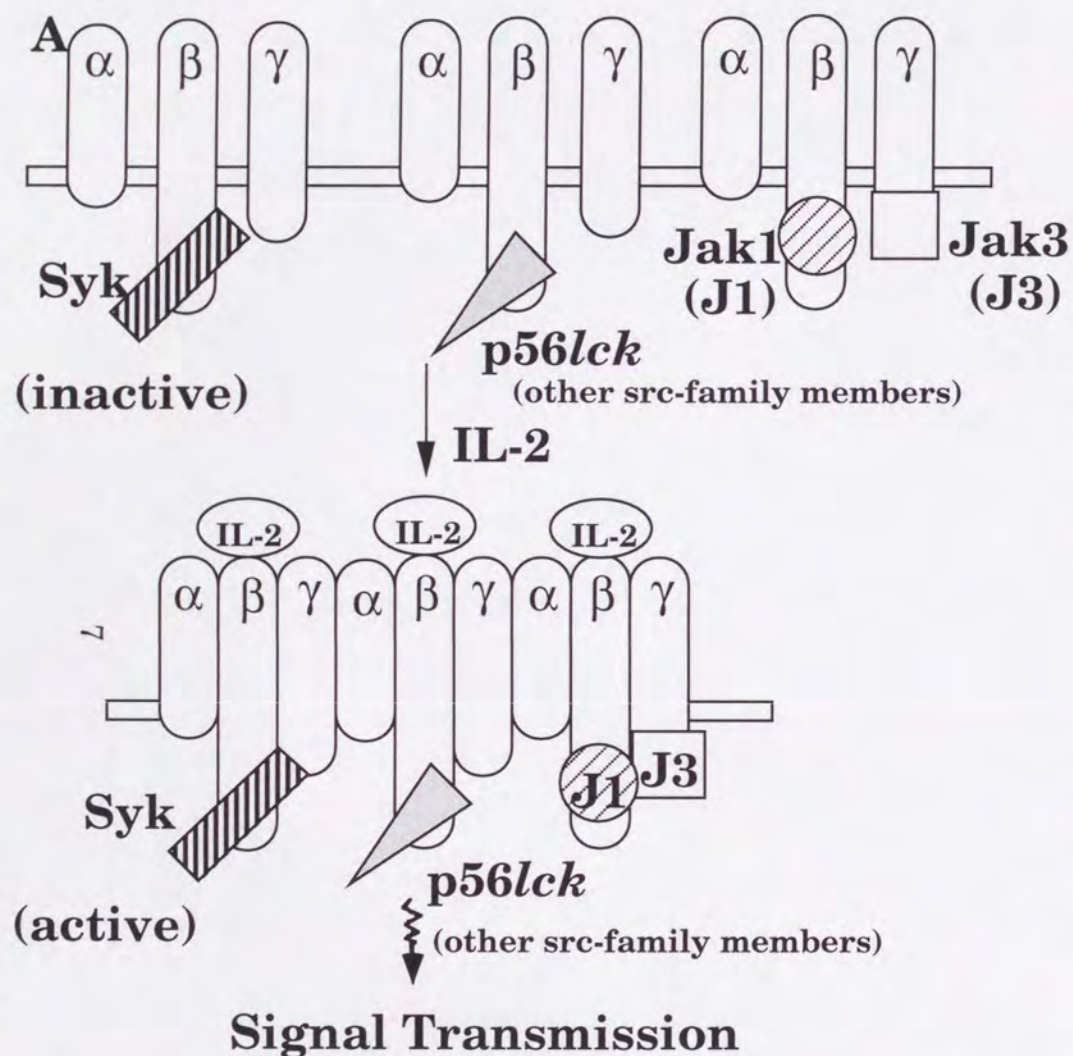 A
α β γ α β γ α β γ
Syk
Jak1 Jak3
(J1) (J3)
p56lck
(inactive) (other src-family members)
IL-2
IL-2 IL-2 IL-2
α β γ α β γ α β γ
7
J1 J3
Syk
p56lck
(active)
(other src-family members)
Signal Transmission